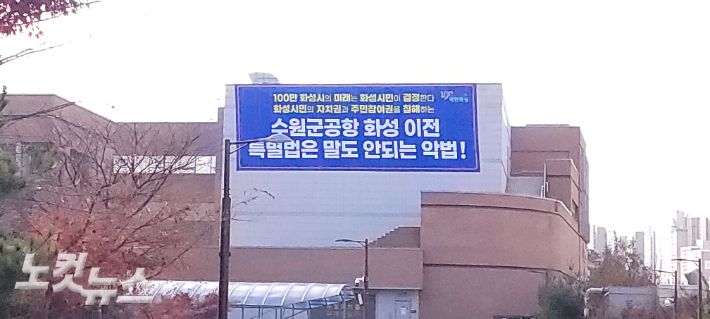 100만 화성시의 미래는 화성시민이 결정한다
화성시민의 자치권과 주민참여권을 침해하는
수원군공항 화성 이전
특별법은 말도 안되는 악법!
노컷뉴스